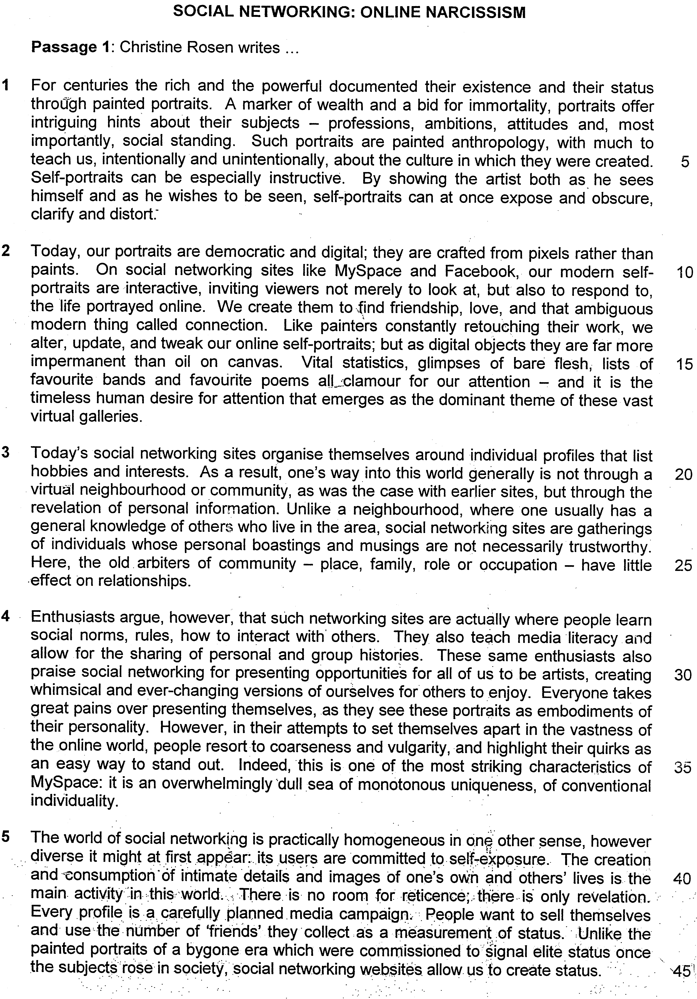 SOCIAL NETWORKING: ONLINE NARCISSISM
Passage 1: Christine Rosen writes ...
1 For centuries the rich and the powerful documented their existence and their status
through painted portraits. A marker of wealth and a bid for immortality, portraits offer
intriguing hints about their subjects – professions, ambitions, attitudes and, most
importantly, social standing. Such portraits are painted anthropology, with much to
teach us, intentionally and unintentionally, about the culture in which they were created. 5
Self-portraits can be especially instructive. By showing the artist both as he sees
himself and as he wishes to be seen, self-portraits can at once expose and obscure,
clarify and distort.
2 Today, our portraits are democratic and digital; they are crafted from pixels rather than
paints. On social networking sites like MySpace and Facebook, our modern self- 10
portraits are interactive, inviting viewers not merely to look at, but also to respond to,
the life portrayed online. We create them to find friendship, love, and that ambiguous
modern thing called connection. Like painters constantly retouching their work, we
alter, update, and tweak our online self-portraits; but as digital objects they are far more
impermanent than oil on canvas. Vital statistics, glimpses of bare flesh, lists of 15
favourite bands and favourite poems all clamour for our attention – and it is the
timeless human desire for attention that emerges as the dominant theme of these vast
virtual galleries.
3 Today's social networking sites organise themselves around individual profiles that list
hobbies and interests. As a result, one's way into this world generally is not through a 20
virtual neighbourhood or community, as was the case with earlier sites, but through the
revelation of personal information. Unlike a neighbourhood, where one usually has a
general knowledge of others who live in the area, social networking sites are gatherings
of individuals whose personal boastings and musings are not necessarily trustworthy.
Here, the old arbiters of community – place, family, role or occupation – have little 25
effect on relationships.
4 Enthusiasts argue, however, that such networking sites are actually where people learn
social norms, rules, how to interact with others. They also teach media literacy and
allow for the sharing of personal and group histories. These same enthusiasts also
praise social networking for presenting opportunities for all of us to be artists, creating 30
whimsical and ever-changing versions of ourselves for others to enjoy. Everyone takes
great pains over presenting themselves, as they see these portraits as embodiments of
their personality. However, in their attempts to set themselves apart in the vastness of
the online world, people resort to coarseness and vulgarity, and highlight their quirks as
an easy way to stand out. Indeed, this is one of the most striking characteristics of 35
MySpace: it is an overwhelmingly dull sea of monotonous uniqueness, of conventional
individuality.
5 The world of social networking is practically homogeneous in one other sense, however
diverse it might at first appear: its users are committed to self-exposure. The creation
and consumption of intimate details and images of one's own and others' lives is the 40
main activity in this world. There is no room for reticence; there is only revelation.
Every profile is a carefully planned media campaign. People want to sell themselves
and use the number of 'friends' they collect as a measurement of status. Unlike the
painted portraits of a bygone era which were commissioned to signal elite status once
the subjects rose in society, social networking websites allow us to create status. 45